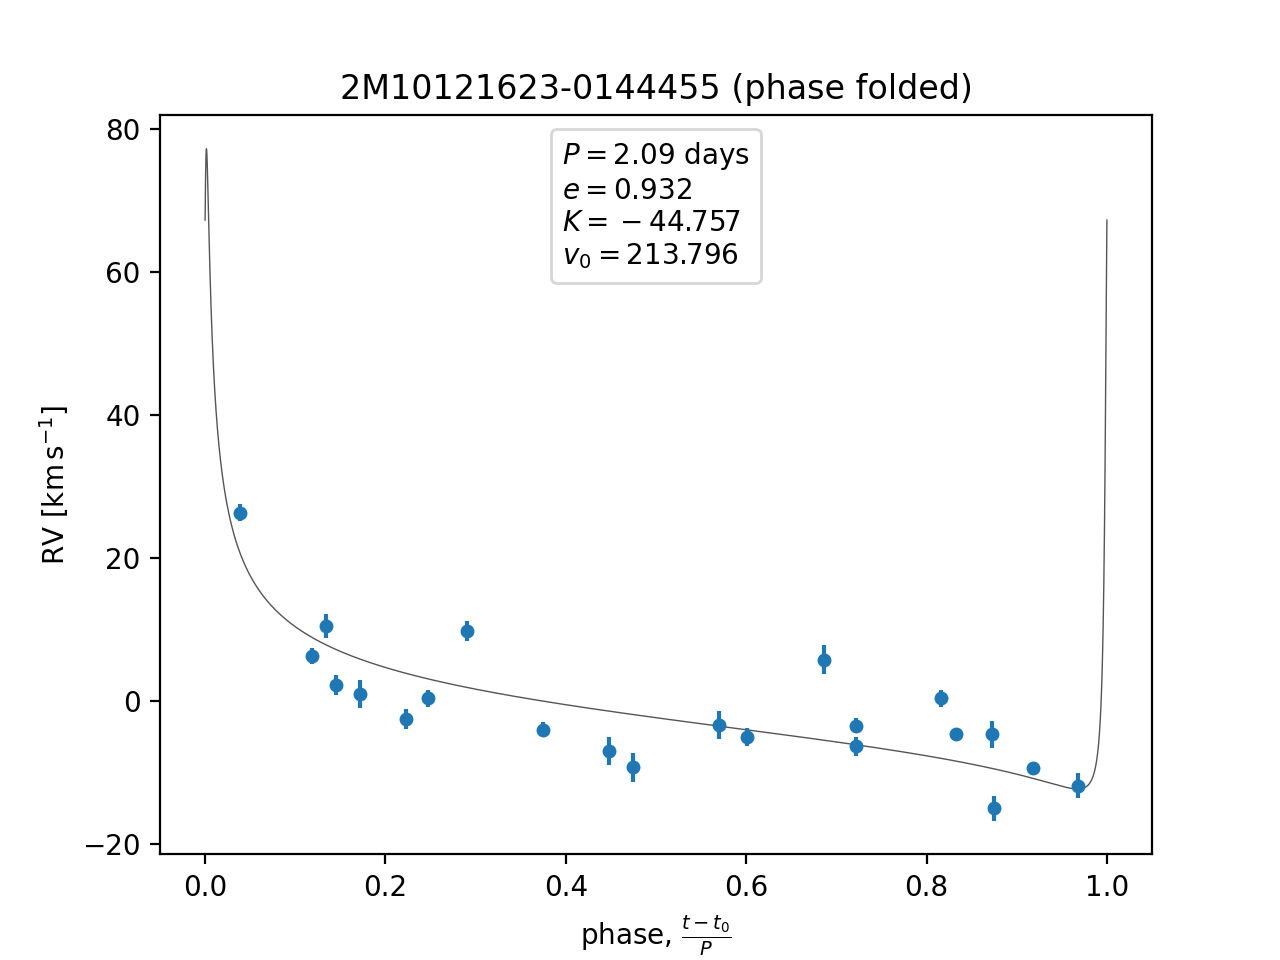 2M10121623-0144455 (phase folded)
P = 2.09 days
e = 0.932
K = − 44.757
v₀ = 213.796
80
60
40
20
0
−20
RV [km s⁻¹]
0.0 0.2 0.4 0.6 0.8 1.0
phase, (t − t₀)/P